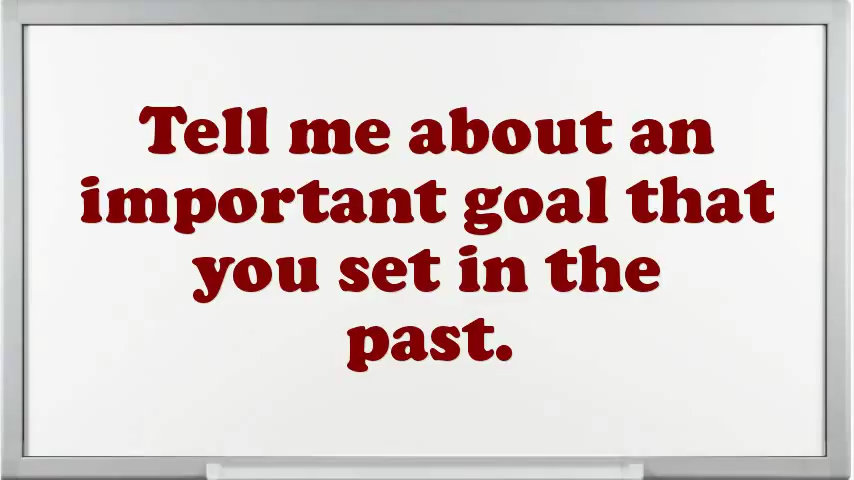 Tell me about an
important goal that
you set in the
past.